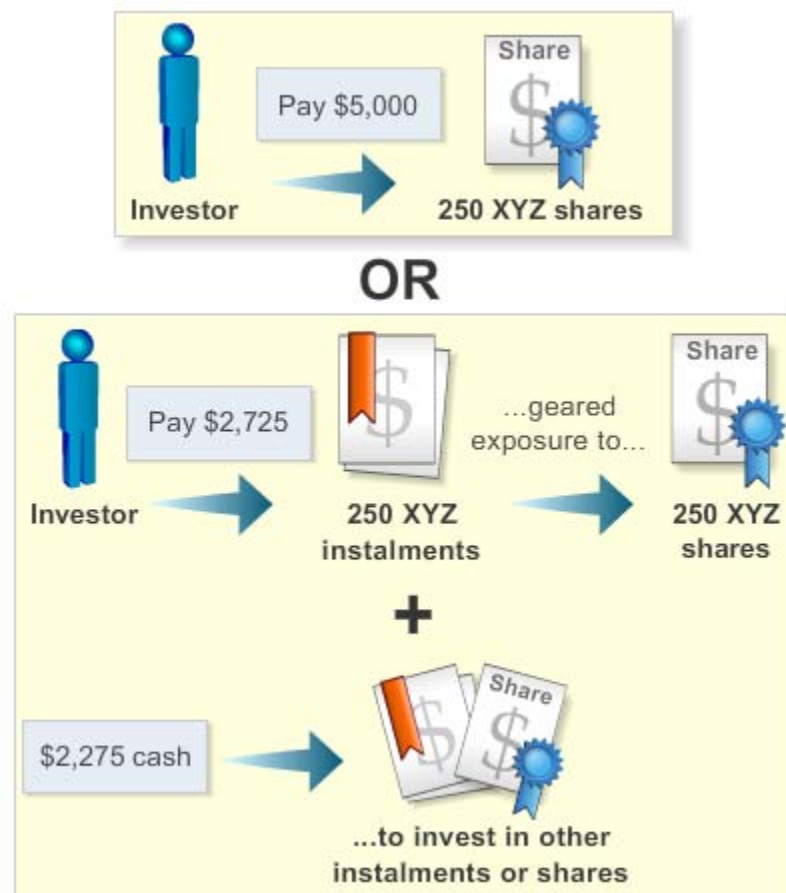 Share
$
Pay $5,000
Investor
250 XYZ shares
OR
Share
$
$
Pay $2,725
...geared
exposure to...
Investor
250 XYZ
instalments
250 XYZ
shares
+
Share
$
$
$2,275 cash
...to invest in other
instalments or shares